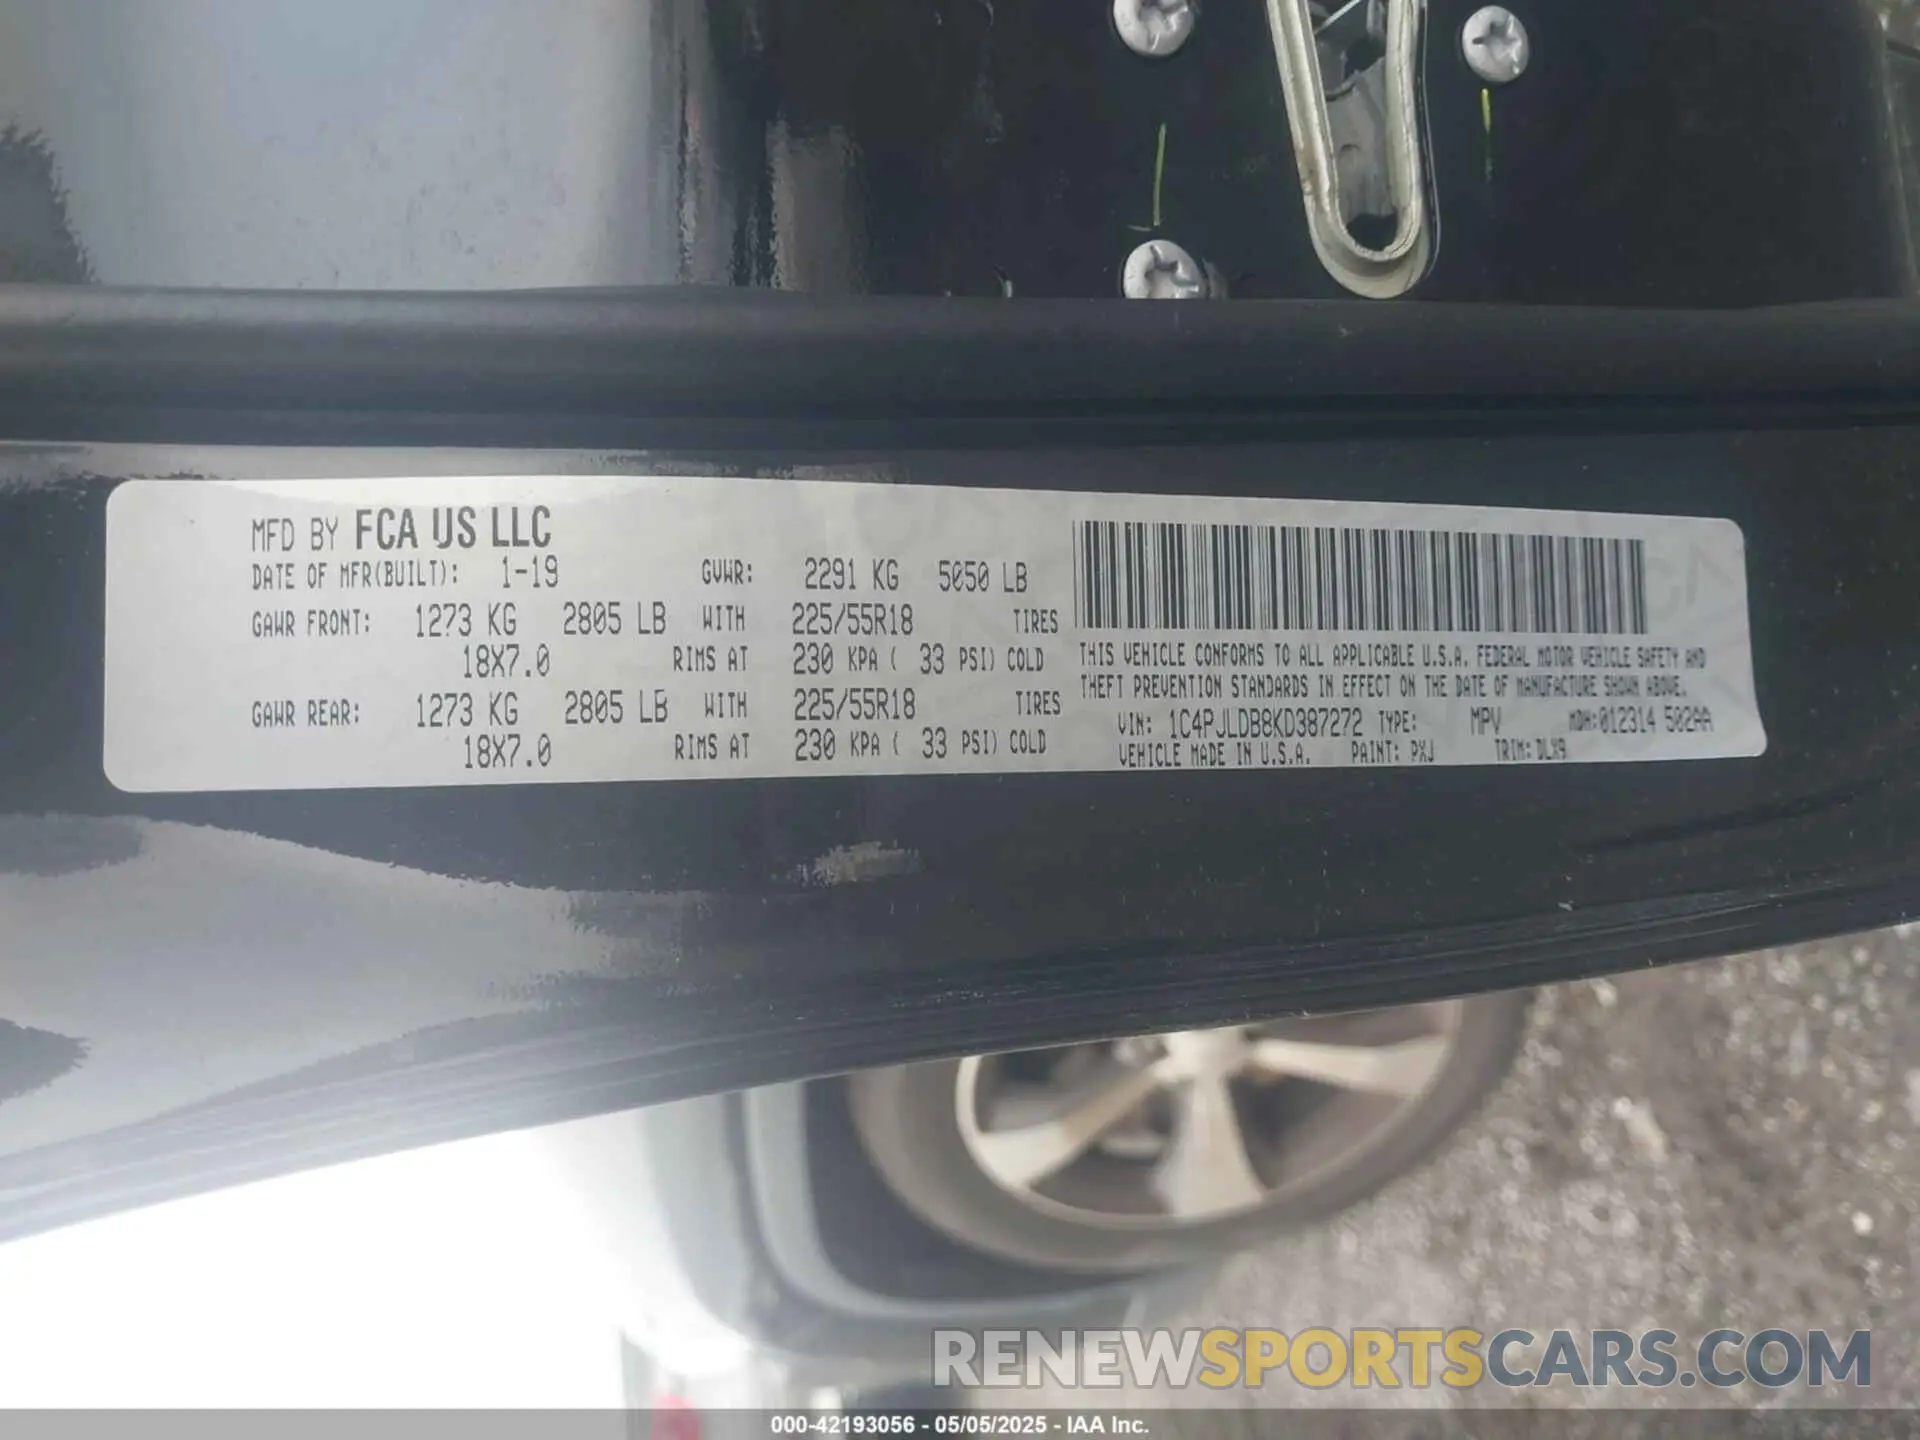 MFD BY FCA US LLC
DATE OF MFR(BUILT): 1-19 GVWR: 2291 KG 5050 LB
GAWR FRONT: 1273 KG 2805 LB WITH 225/55R18 TIRES
18X7.0 RIMS AT 230 KPA ( 33 PSI) COLD
GAWR REAR: 1273 KG 2805 LB WITH 225/55R18 TIRES
18X7.0 RIMS AT 230 KPA ( 33 PSI) COLD
THIS VEHICLE CONFORMS TO ALL APPLICABLE U.S.A. FEDERAL MOTOR VEHICLE SAFETY AND
THEFT PREVENTION STANDARDS IN EFFECT ON THE DATE OF MANUFACTURE SHOWN ABOVE.
VIN: 1C4PJLDB8KD387272 TYPE: MPV MDH:012314 502AA
VEHICLE MADE IN U.S.A. PAINT: PXJ TRIM: DLX9
RENEWSPORTSCARS.COM
000-42193056 - 05/05/2025 - IAA Inc.